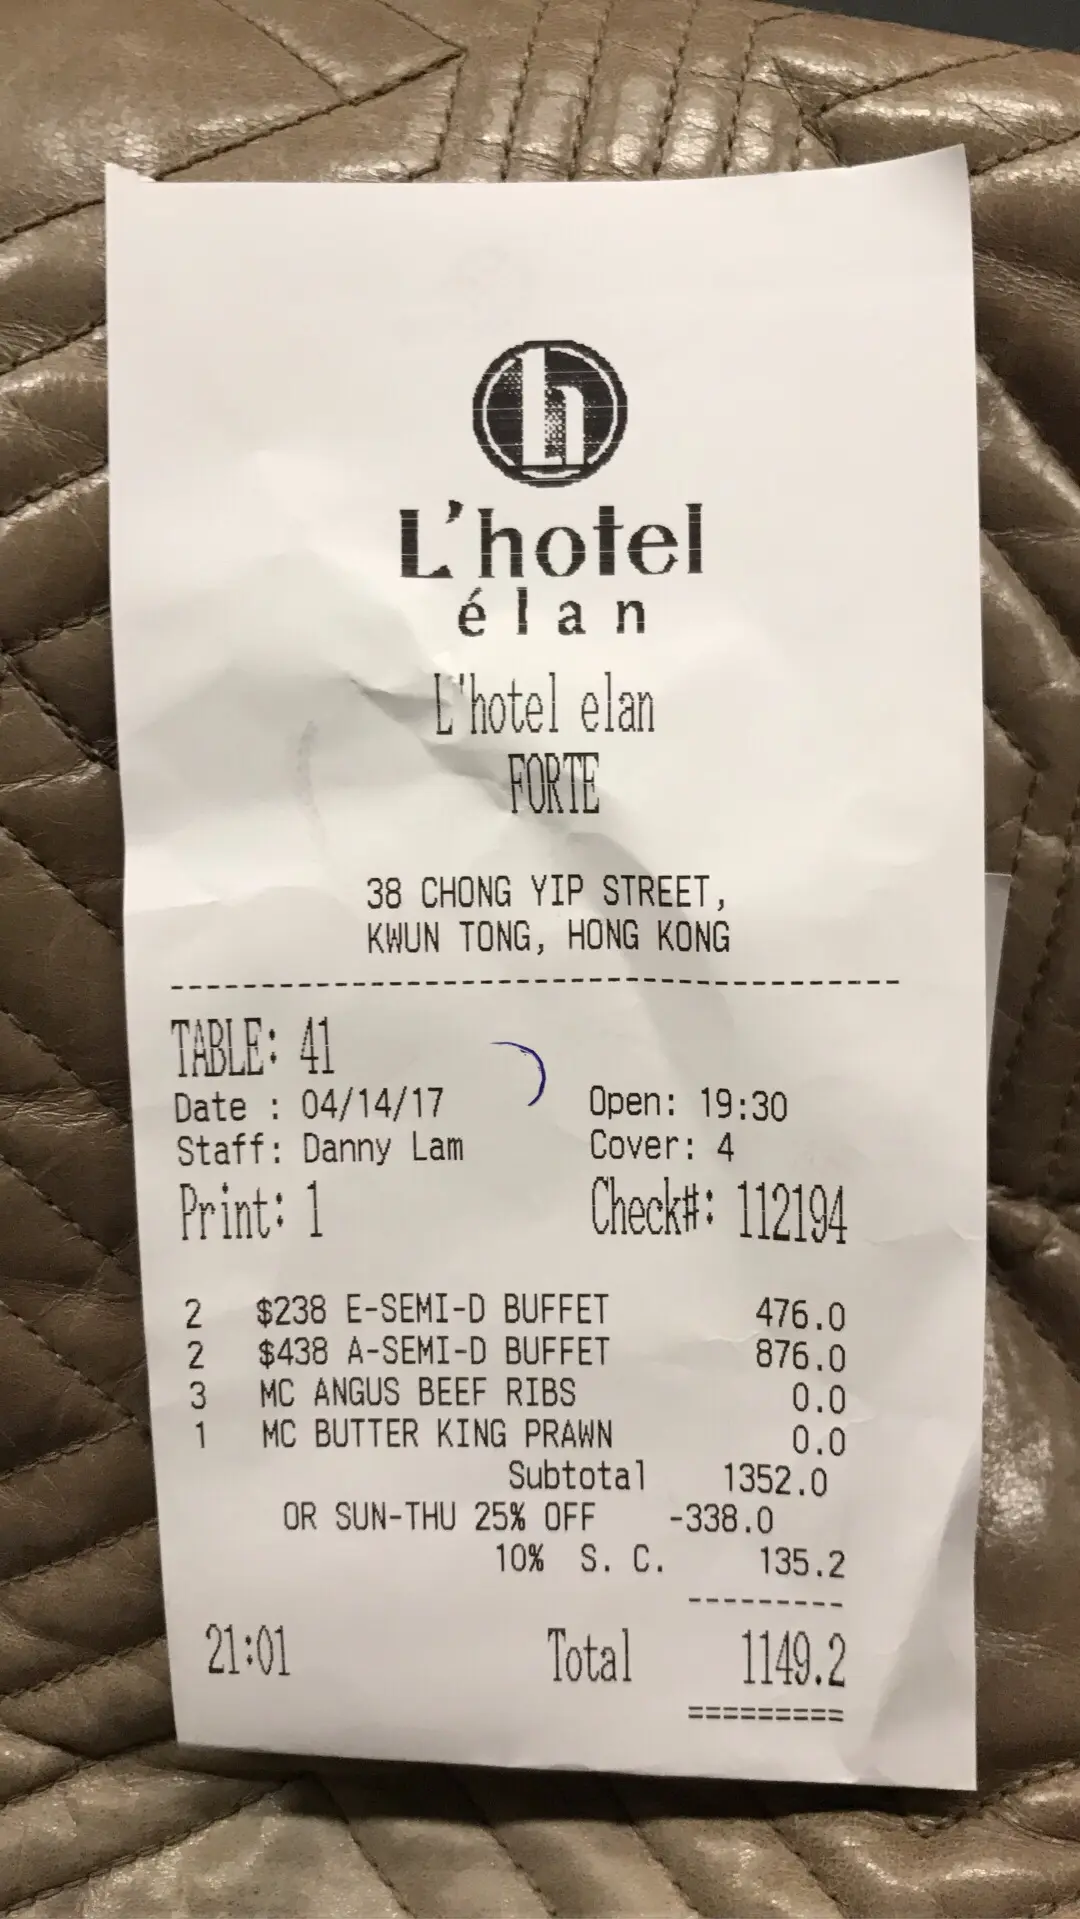 h
L'hotel
élan
L'hotel elan
FORTE
38 CHONG YIP STREET,
KWUN TONG, HONG KONG
----------------------------------------
TABLE: 41
Date : 04/14/17 Open: 19:30
Staff: Danny Lam Cover: 4
Print: 1 Check#: 112194
2 $238 E-SEMI-D BUFFET 476.0
2 $438 A-SEMI-D BUFFET 876.0
3 MC ANGUS BEEF RIBS 0.0
1 MC BUTTER KING PRAWN 0.0
Subtotal 1352.0
OR SUN-THU 25% OFF -338.0
10% S. C. 135.2
---------
21:01 Total 1149.2
=========